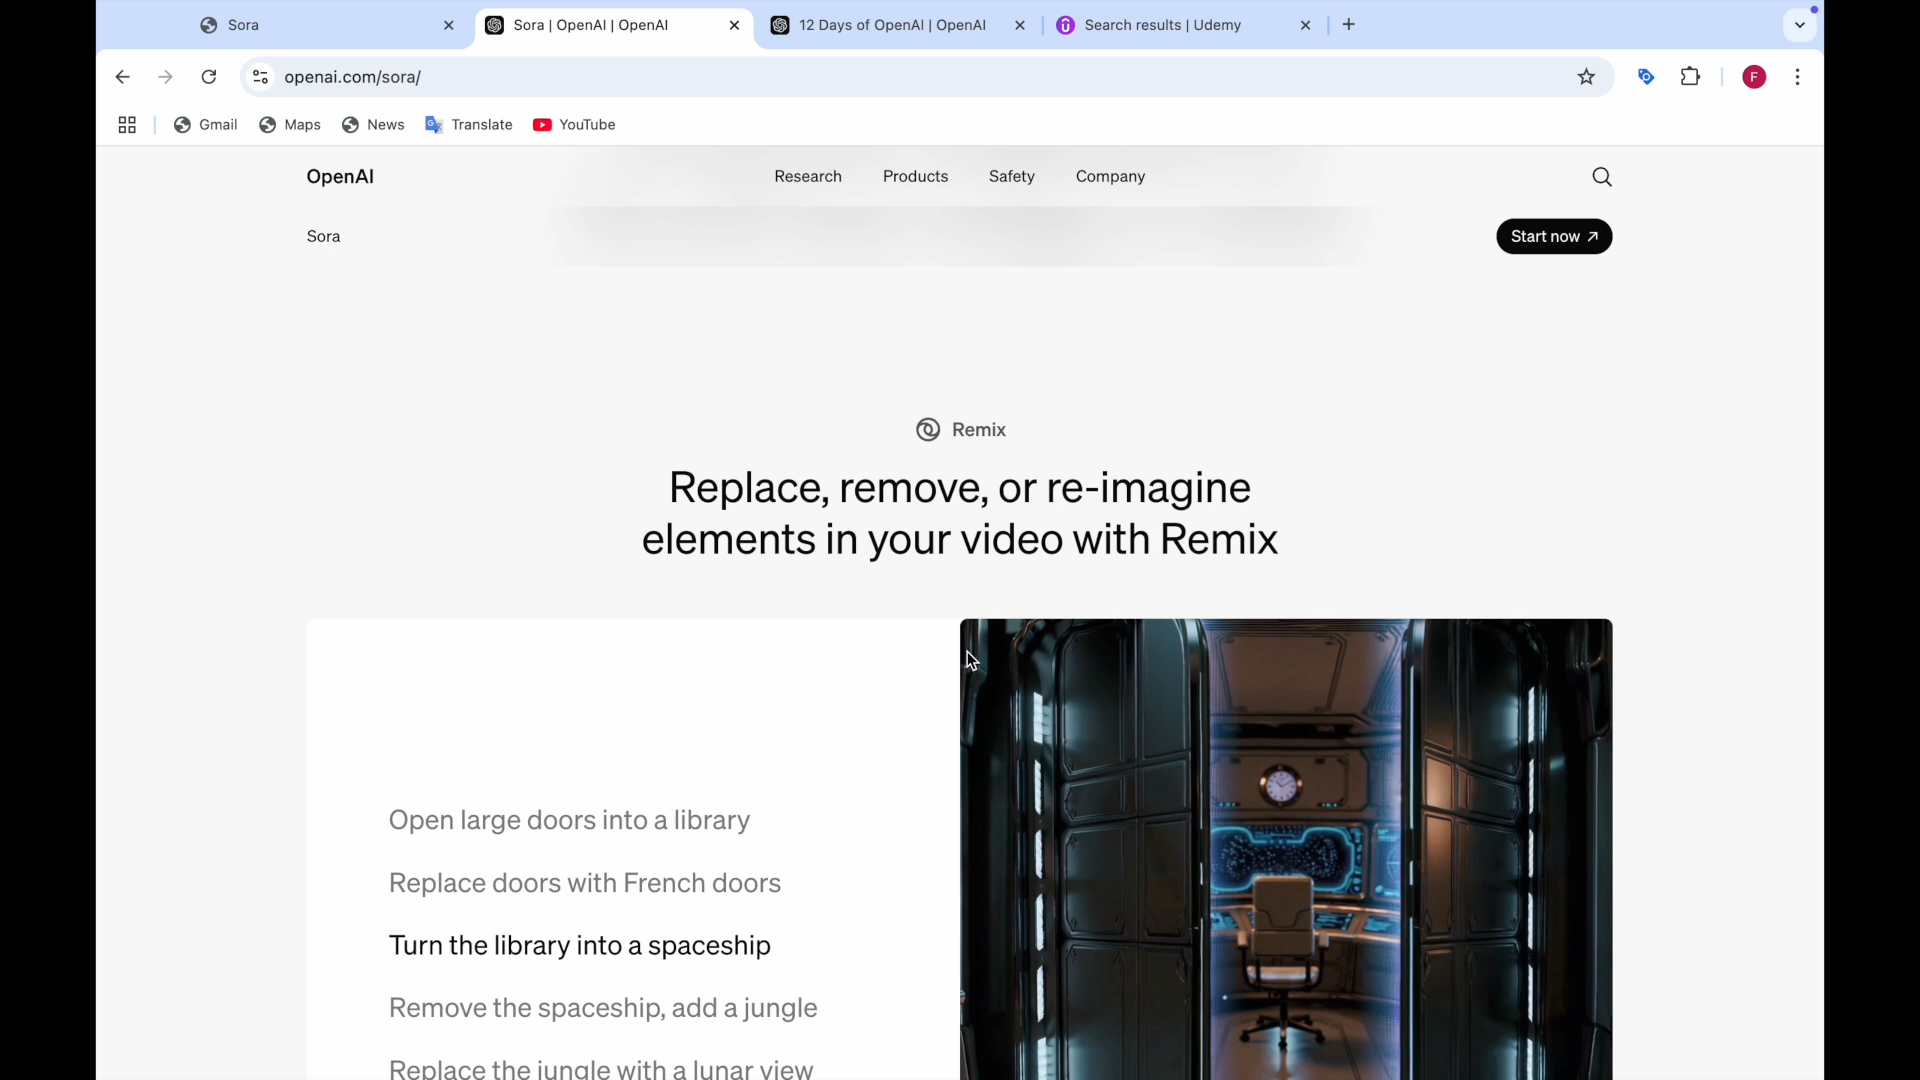 Sora
Sora | OpenAI | OpenAI
12 Days of OpenAI | OpenAI
Search results | Udemy
openai.com/sora/
F
Gmail
Maps
News
Translate
YouTube
OpenAI
Research
Products
Safety
Company
Sora
Start now
Remix
Replace, remove, or re-imagine
elements in your video with Remix
Open large doors into a library
Replace doors with French doors
Turn the library into a spaceship
Remove the spaceship, add a jungle
Replace the jungle with a lunar view